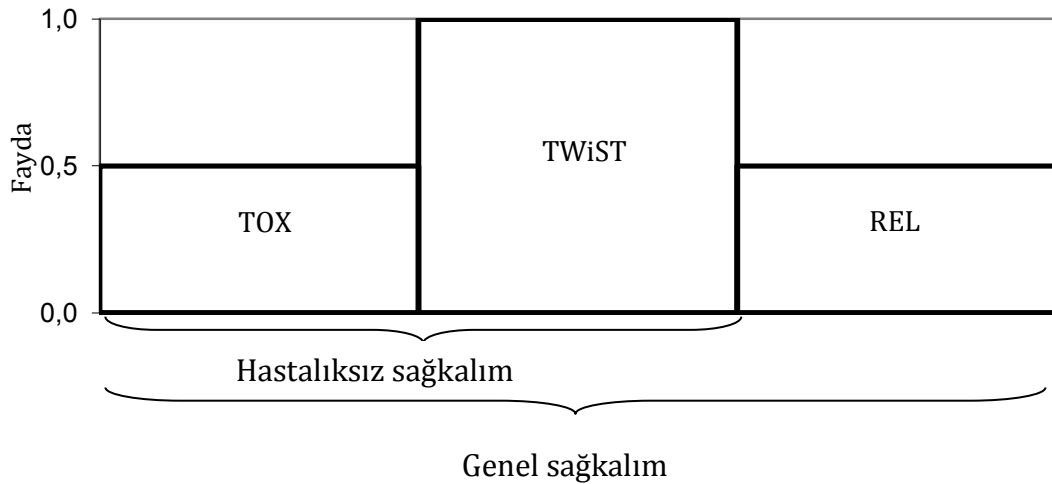 1,0
Fayda
0,5
0,0
TOX
TWiST
REL
Hastalıksız sağkalım
Genel sağkalım